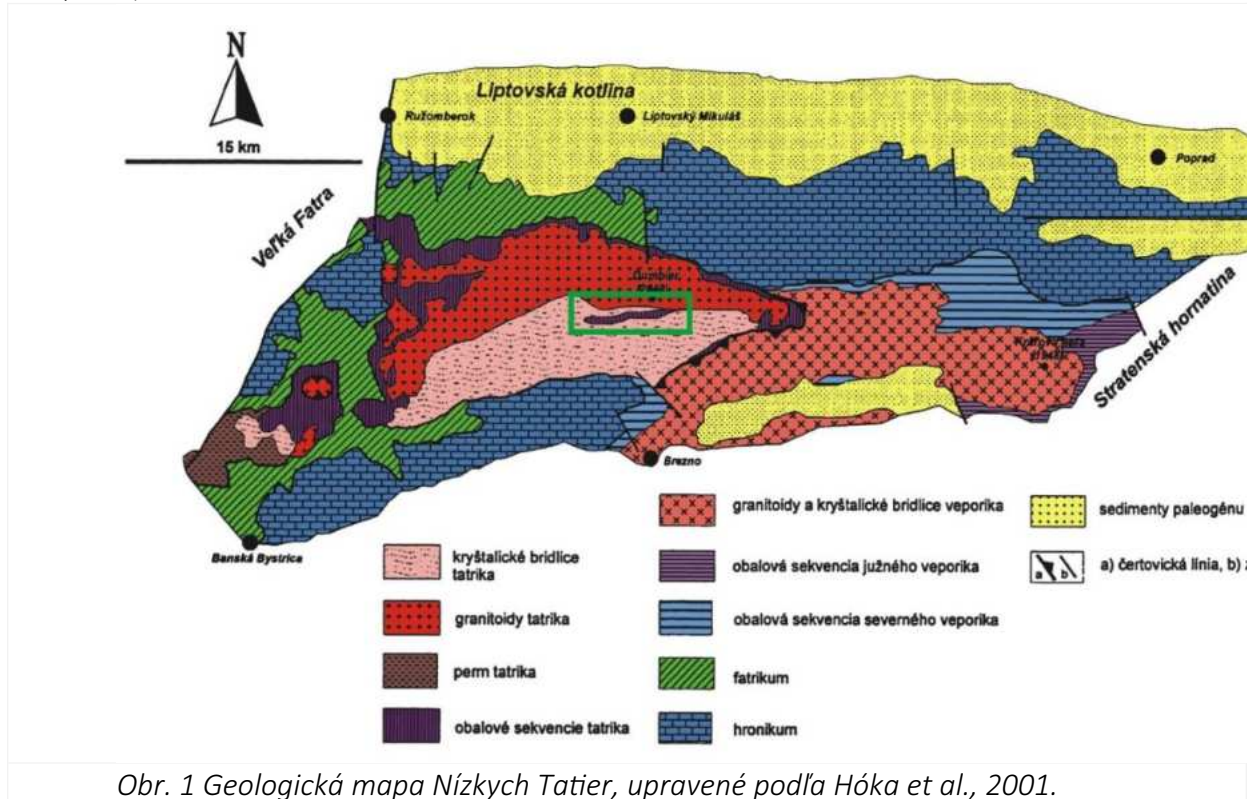 N
15 km
Liptovská kotlina
Ružomberok
Liptovský Mikuláš
Poprad
Veľká Fatra
Stratenská hornatina
Brezno
Banská Bystrica
granitoidy a kryštalické bridlice veporika
sedimenty paleogénu
kryštalické bridlice
tatrika
obalová sekvencia južného veporika
a b
a) čertovická línia, b)
granitoidy tatrika
obalová sekvencia severného veporika
perm tatrika
fatrikum
obalové sekvencie tatrika
hronikum
Obr. 1 Geologická mapa Nízkych Tatier, upravené podľa Hóka et al., 2001.